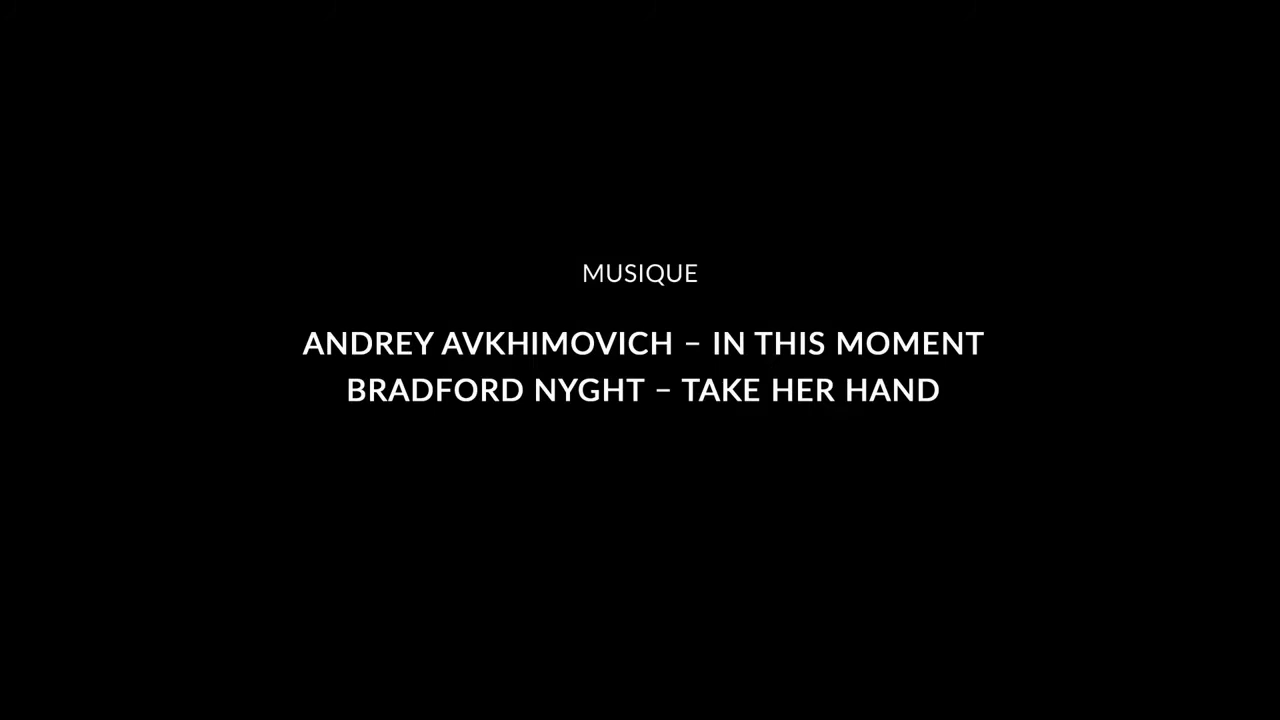 MUSIQUE
ANDREY AVKHIMOVICH – IN THIS MOMENT
BRADFORD NYGHT – TAKE HER HAND